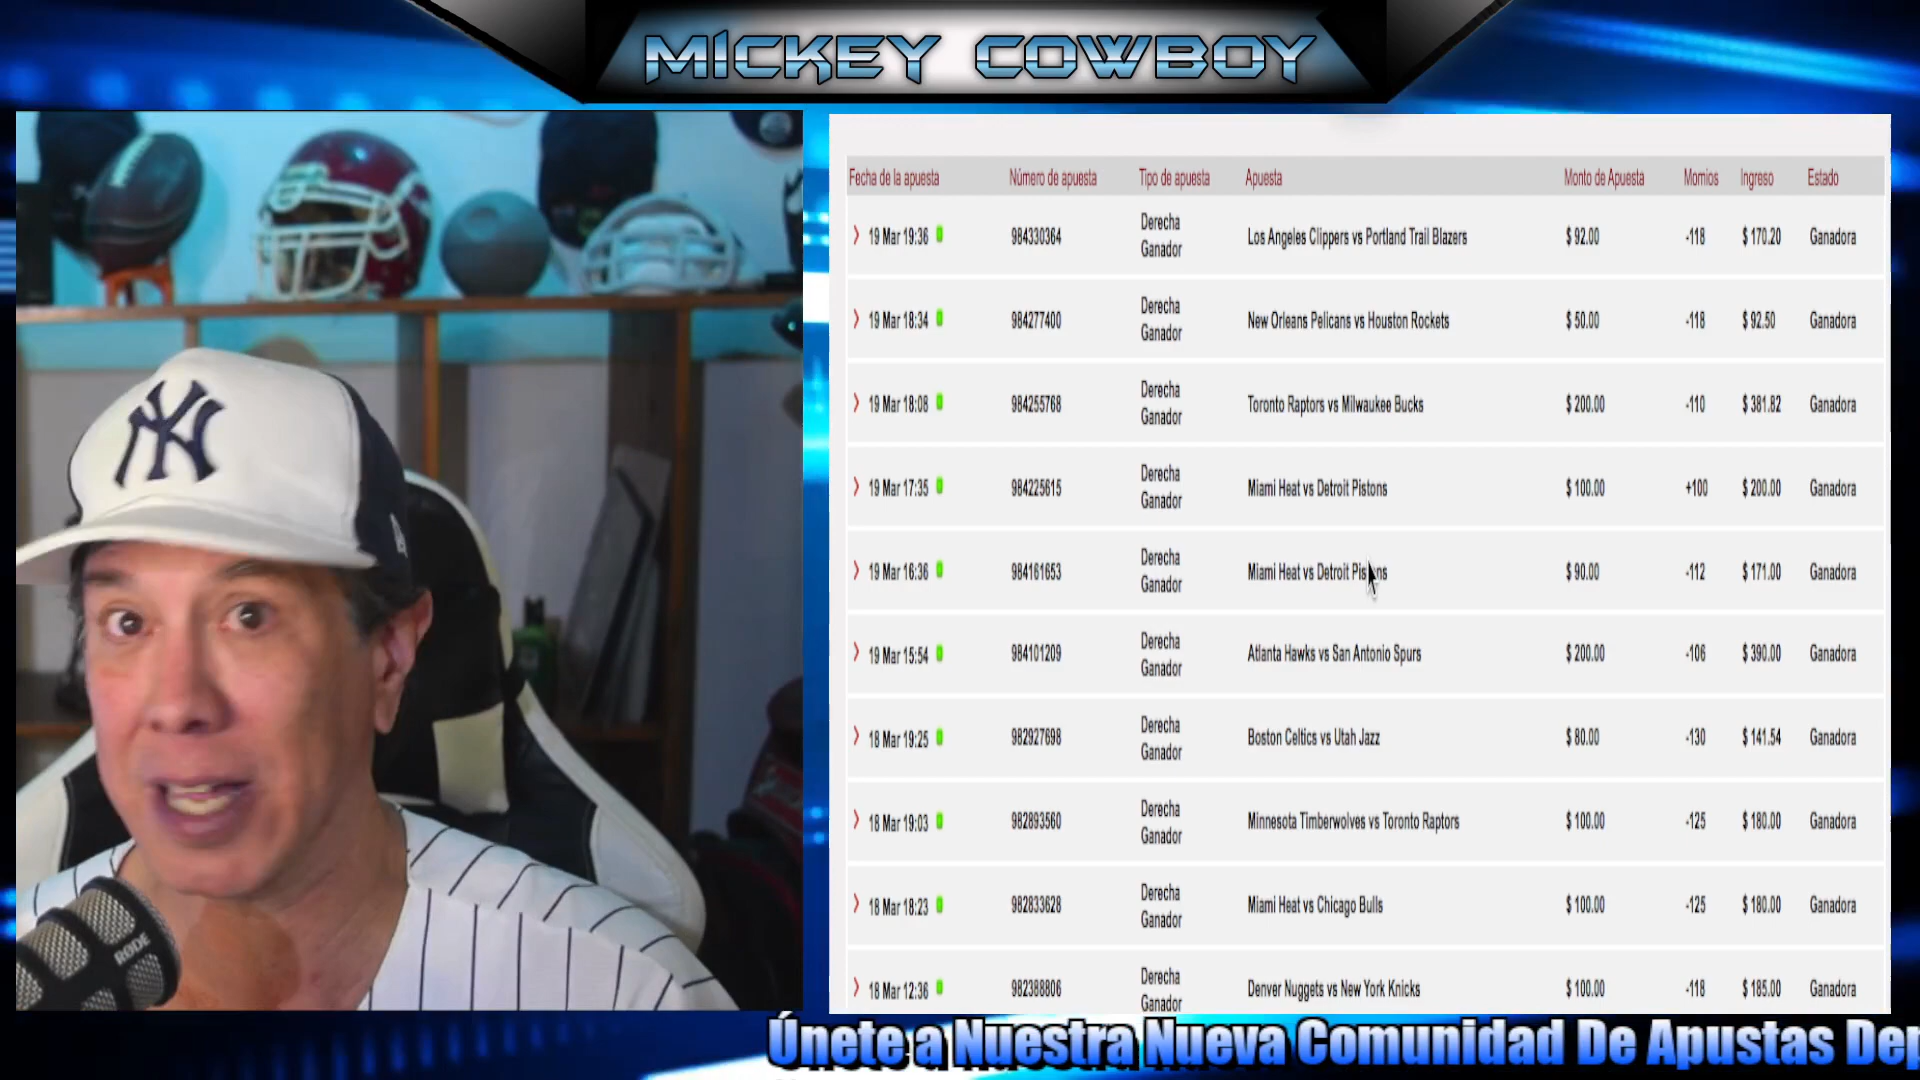 MICKEY COWBOY
Fecha de la apuesta Número de apuesta Tipo de apuesta Apuesta Monto de Apuesta Momios Ingreso Estado
19 Mar 19:36 984330364 Derecha Ganador Los Angeles Clippers vs Portland Trail Blazers $ 92.00 -118 $ 170.20 Ganadora
19 Mar 18:34 984277400 Derecha Ganador New Orleans Pelicans vs Houston Rockets $ 50.00 -118 $ 92.50 Ganadora
19 Mar 18:08 984255768 Derecha Ganador Toronto Raptors vs Milwaukee Bucks $ 200.00 -110 $ 381.82 Ganadora
19 Mar 17:35 984225615 Derecha Ganador Miami Heat vs Detroit Pistons $ 100.00 +100 $ 200.00 Ganadora
19 Mar 16:36 984161653 Derecha Ganador Miami Heat vs Detroit Pistons $ 90.00 -112 $ 171.00 Ganadora
19 Mar 15:54 984101209 Derecha Ganador Atlanta Hawks vs San Antonio Spurs $ 200.00 -106 $ 390.00 Ganadora
18 Mar 19:25 982927698 Derecha Ganador Boston Celtics vs Utah Jazz $ 80.00 -130 $ 141.54 Ganadora
18 Mar 19:03 982893560 Derecha Ganador Minnesota Timberwolves vs Toronto Raptors $ 100.00 -125 $ 180.00 Ganadora
18 Mar 18:23 982833628 Derecha Ganador Miami Heat vs Chicago Bulls $ 100.00 -125 $ 180.00 Ganadora
18 Mar 12:36 982388806 Derecha Ganador Denver Nuggets vs New York Knicks $ 100.00 -118 $ 185.00 Ganadora
NY
RODE
Únete a Nuestra Nueva Comunidad De Apustas Dep